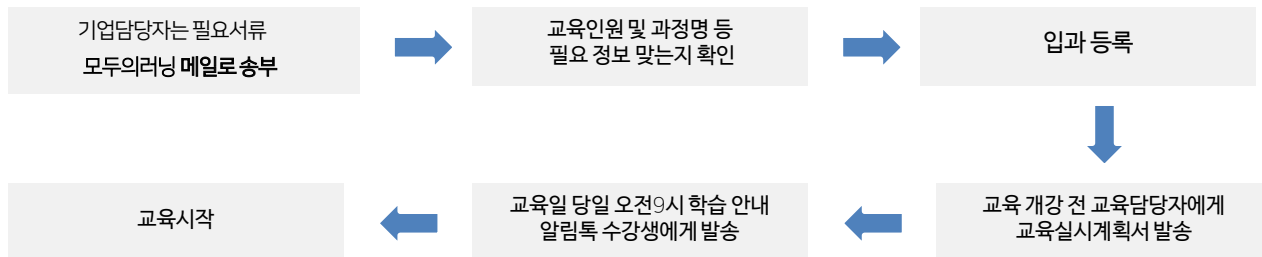 기업담당자는 필요서류
모두의러닝 메일로 송부
교육인원 및 과정명 등
필요 정보 맞는지 확인
입과 등록
교육 개강 전 교육담당자에게
교육실시계획서 발송
교육일 당일 오전9시 학습 안내
알림톡 수강생에게 발송
교육시작